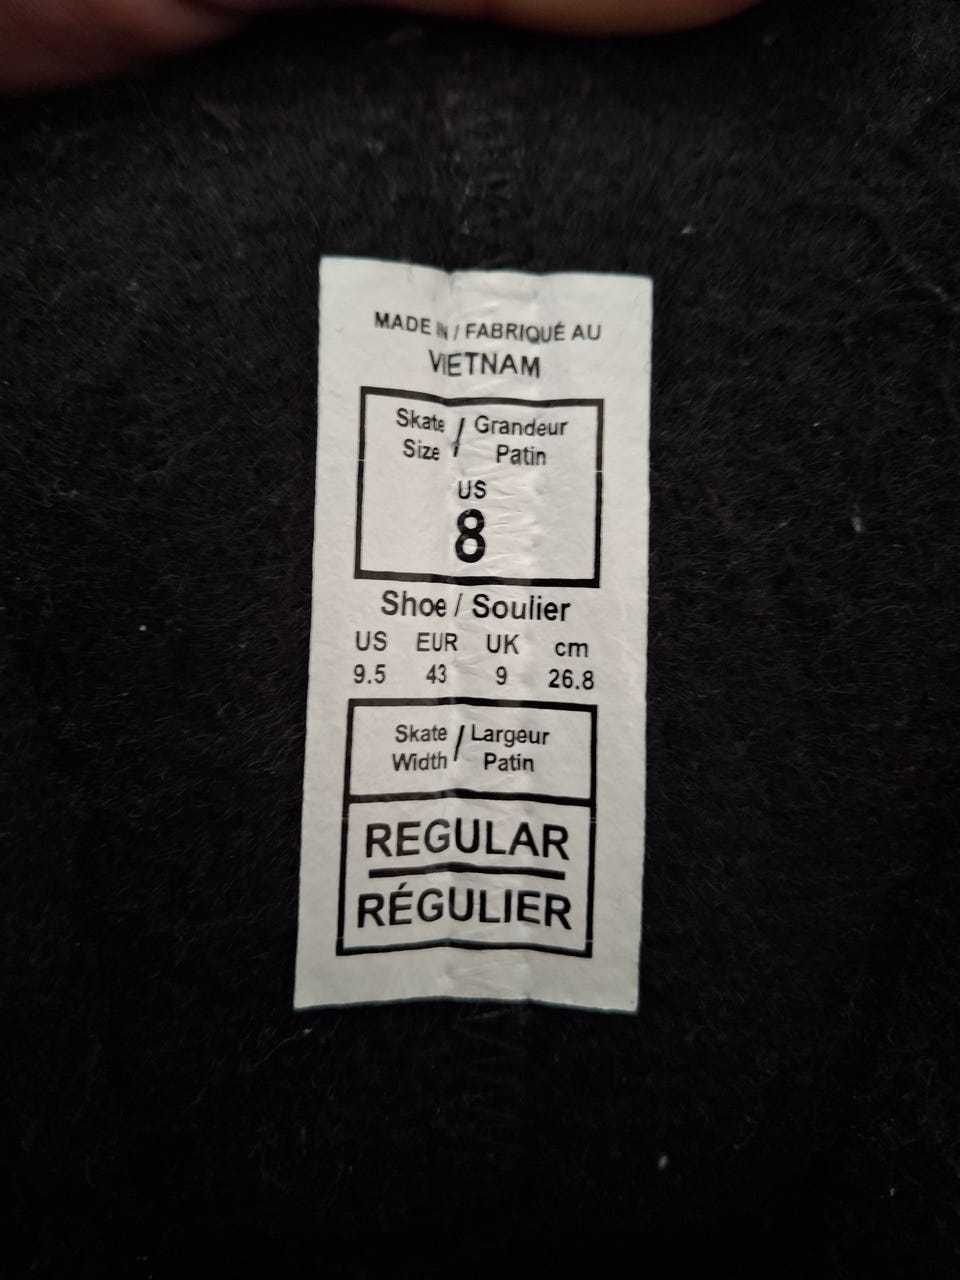 MADE IN / FABRIQUÉ AU
VIETNAM
Skate / Grandeur
Size Patin
US
8
Shoe / Soulier
US EUR UK cm
9.5 43 9 26.8
Skate / Largeur
Width Patin
REGULAR
RÉGULIER